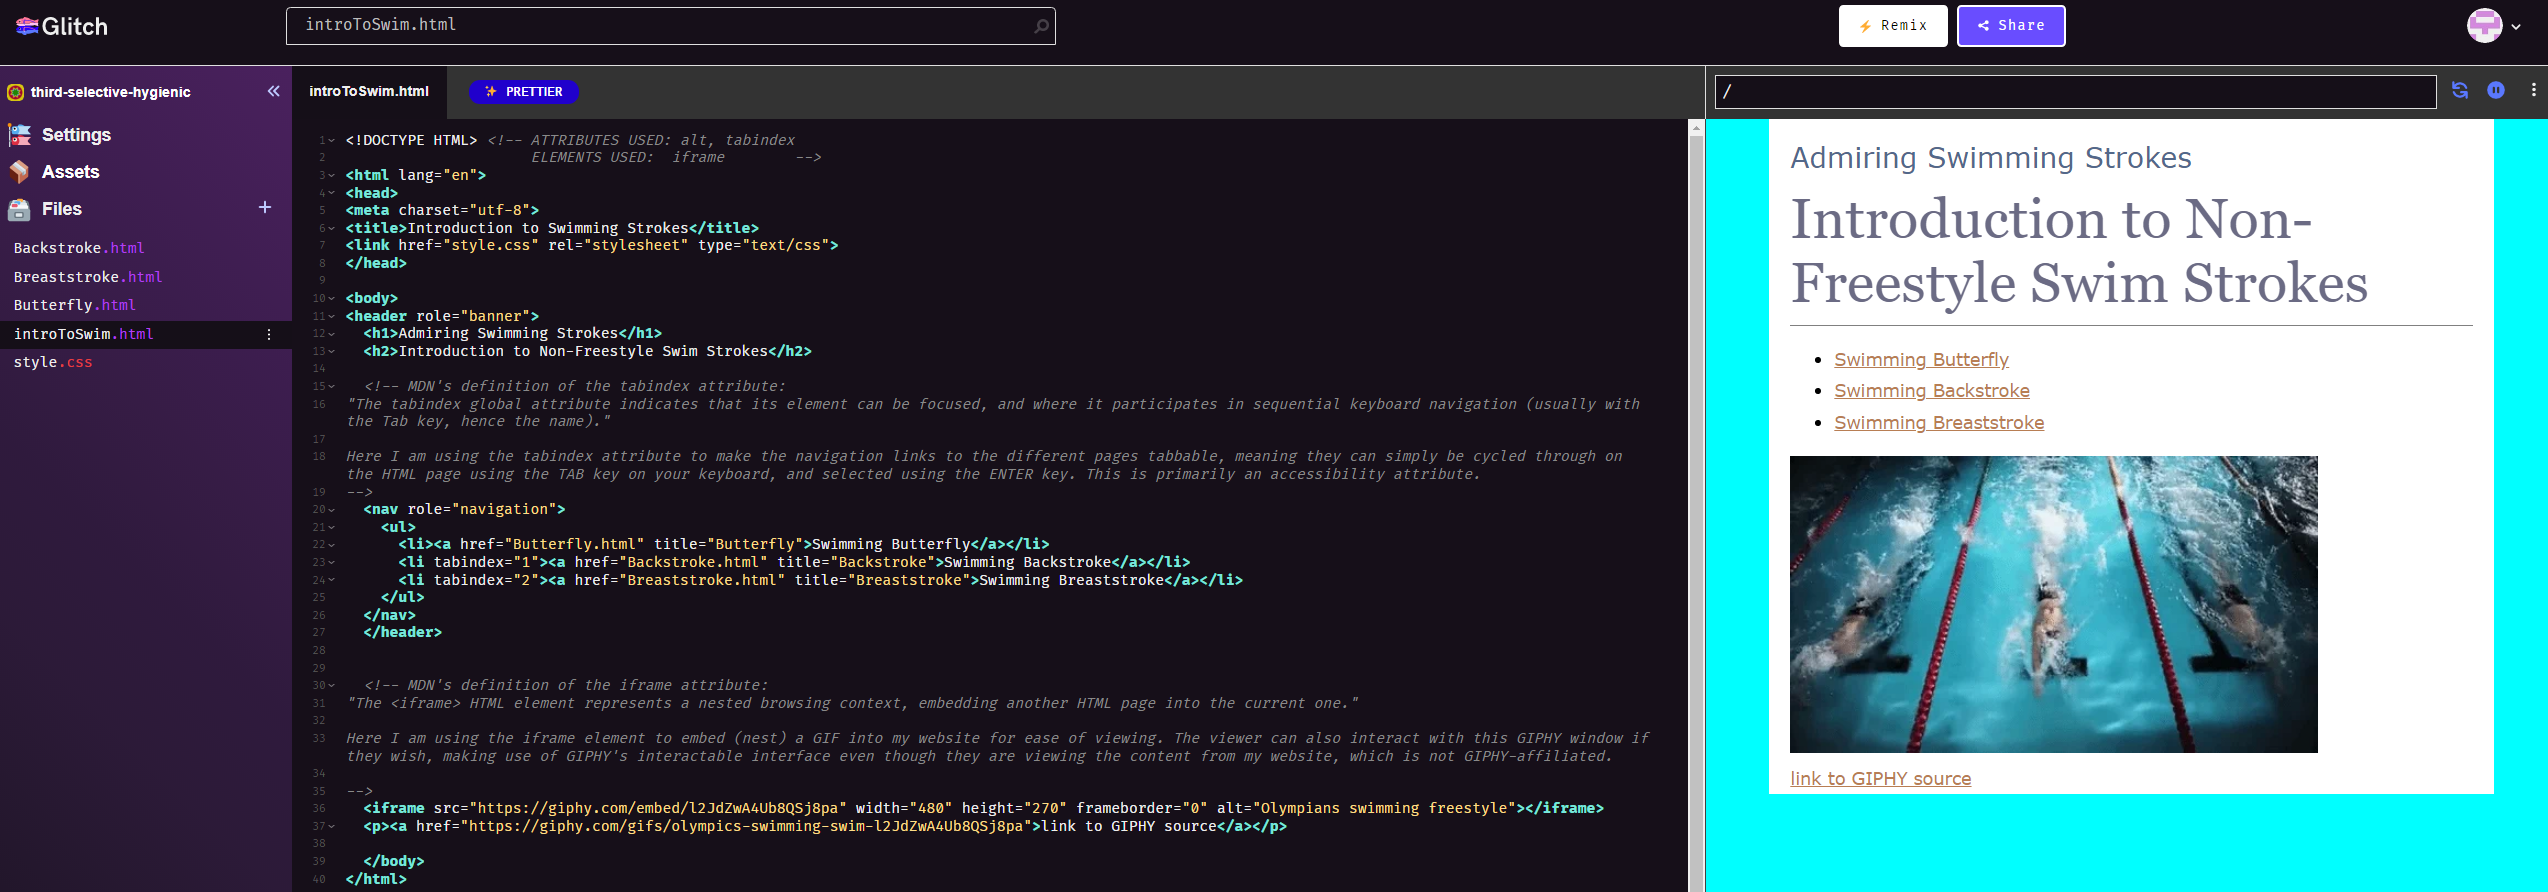 Glitch
introToSwim.html
Remix
Share
third-selective-hygienic
Settings
Assets
Files
Backstroke.html
Breaststroke.html
Butterfly.html
introToSwim.html
style.css
introToSwim.html
PRETTIER
1 <!DOCTYPE HTML> <!-- ATTRIBUTES USED: alt, tabindex
2 ELEMENTS USED:  iframe        -->
3 <html lang="en">
4 <head>
5 <meta charset="utf-8">
6 <title>Introduction to Swimming Strokes</title>
7 <link href="style.css" rel="stylesheet" type="text/css">
8 </head>
9
10 <body>
11 <header role="banner">
12 <h1>Admiring Swimming Strokes</h1>
13 <h2>Introduction to Non-Freestyle Swim Strokes</h2>
14
15 <!-- MDN's definition of the tabindex attribute:
16 "The tabindex global attribute indicates that its element can be focused, and where it participates in sequential keyboard navigation (usually with
the Tab key, hence the name)."
17
18 Here I am using the tabindex attribute to make the navigation links to the different pages tabbable, meaning they can simply be cycled through on
the HTML page using the TAB key on your keyboard, and selected using the ENTER key. This is primarily an accessibility attribute.
19 -->
20 <nav role="navigation">
21 <ul>
22 <li><a href="Butterfly.html" title="Butterfly">Swimming Butterfly</a></li>
23 <li tabindex="1"><a href="Backstroke.html" title="Backstroke">Swimming Backstroke</a></li>
24 <li tabindex="2"><a href="Breaststroke.html" title="Breaststroke">Swimming Breaststroke</a></li>
25 </ul>
26 </nav>
27 </header>
28
29
30 <!-- MDN's definition of the iframe attribute:
31 "The <iframe> HTML element represents a nested browsing context, embedding another HTML page into the current one."
32
33 Here I am using the iframe element to embed (nest) a GIF into my website for ease of viewing. The viewer can also interact with this GIPHY window if
they wish, making use of GIPHY's interactable interface even though they are viewing the content from my website, which is not GIPHY-affiliated.
34
35 -->
36 <iframe src="https://giphy.com/embed/l2JdZwA4Ub8QSj8pa" width="480" height="270" frameborder="0" alt="Olympians swimming freestyle"></iframe>
37 <p><a href="https://giphy.com/gifs/olympics-swimming-swim-l2JdZwA4Ub8QSj8pa">link to GIPHY source</a></p>
38
39 </body>
40 </html>
/
Admiring Swimming Strokes
Introduction to Non-
Freestyle Swim Strokes
Swimming Butterfly
Swimming Backstroke
Swimming Breaststroke
link to GIPHY source